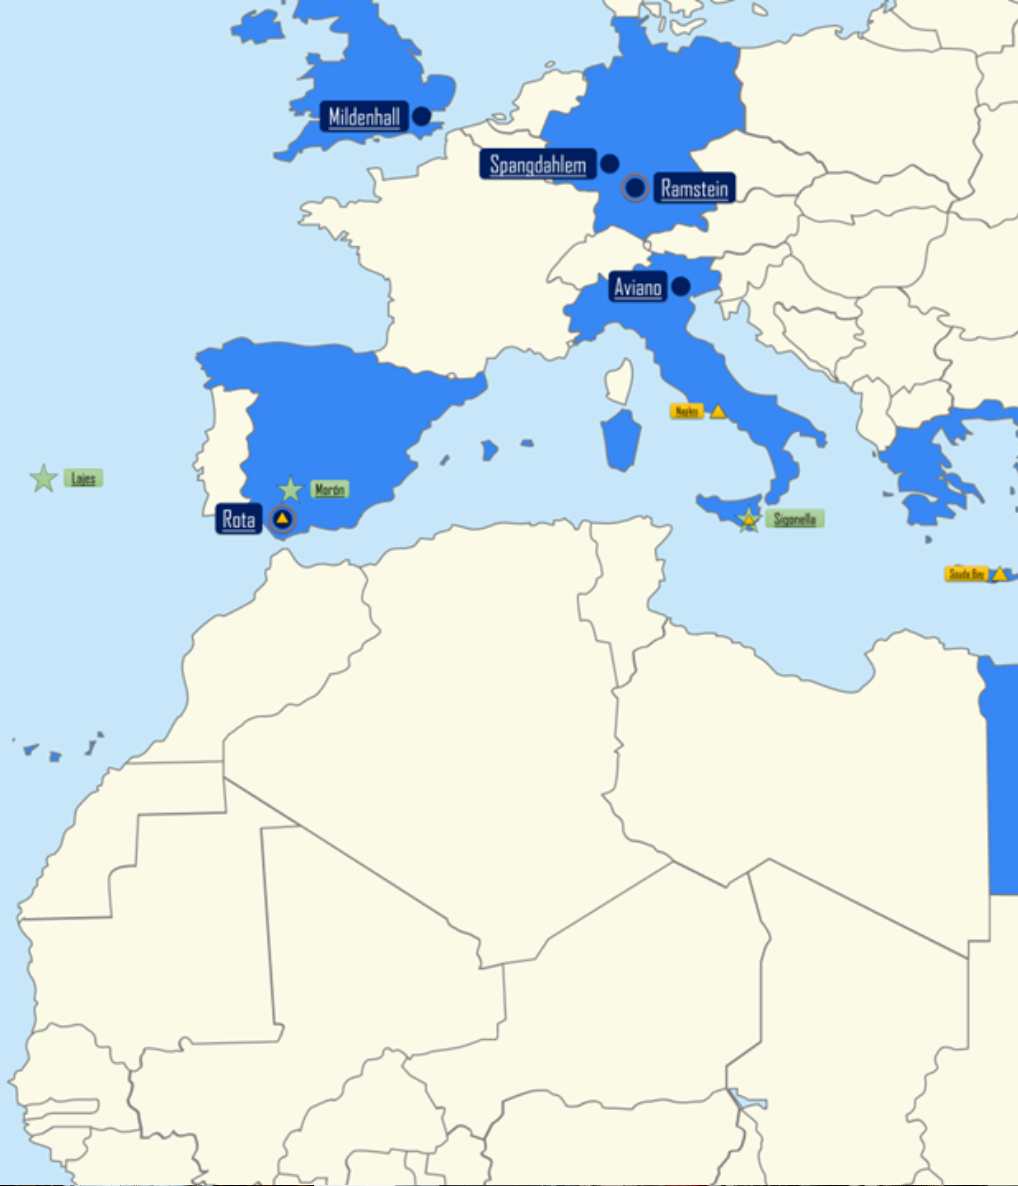 Mildenhall
Spangdahlem
Ramstein
Aviano
Naples
Lajes
Morón
Rota
Sigonella
Souda Bay